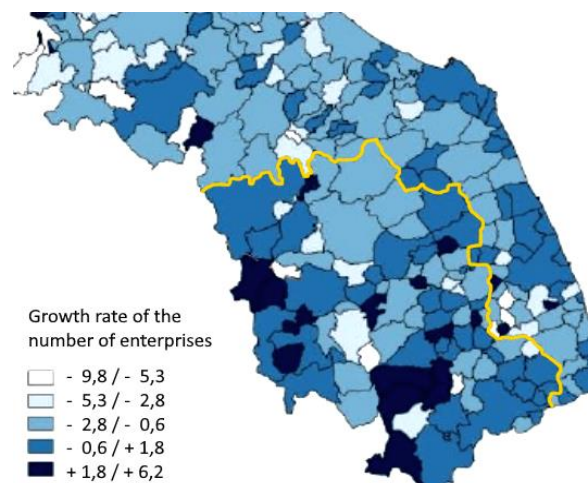 Growth rate of the
number of enterprises
- 9,8 / - 5,3
- 5,3 / - 2,8
- 2,8 / - 0,6
- 0,6 / + 1,8
+ 1,8 / + 6,2